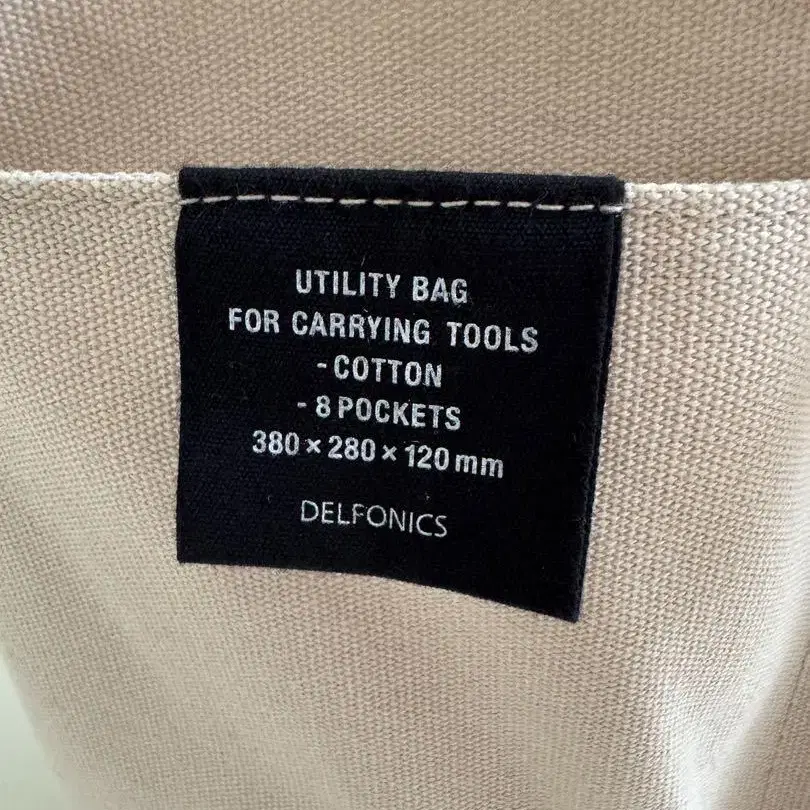 UTILITY BAG
FOR CARRYING TOOLS
- COTTON
- 8 POCKETS
380 × 280 × 120 mm
DELFONICS